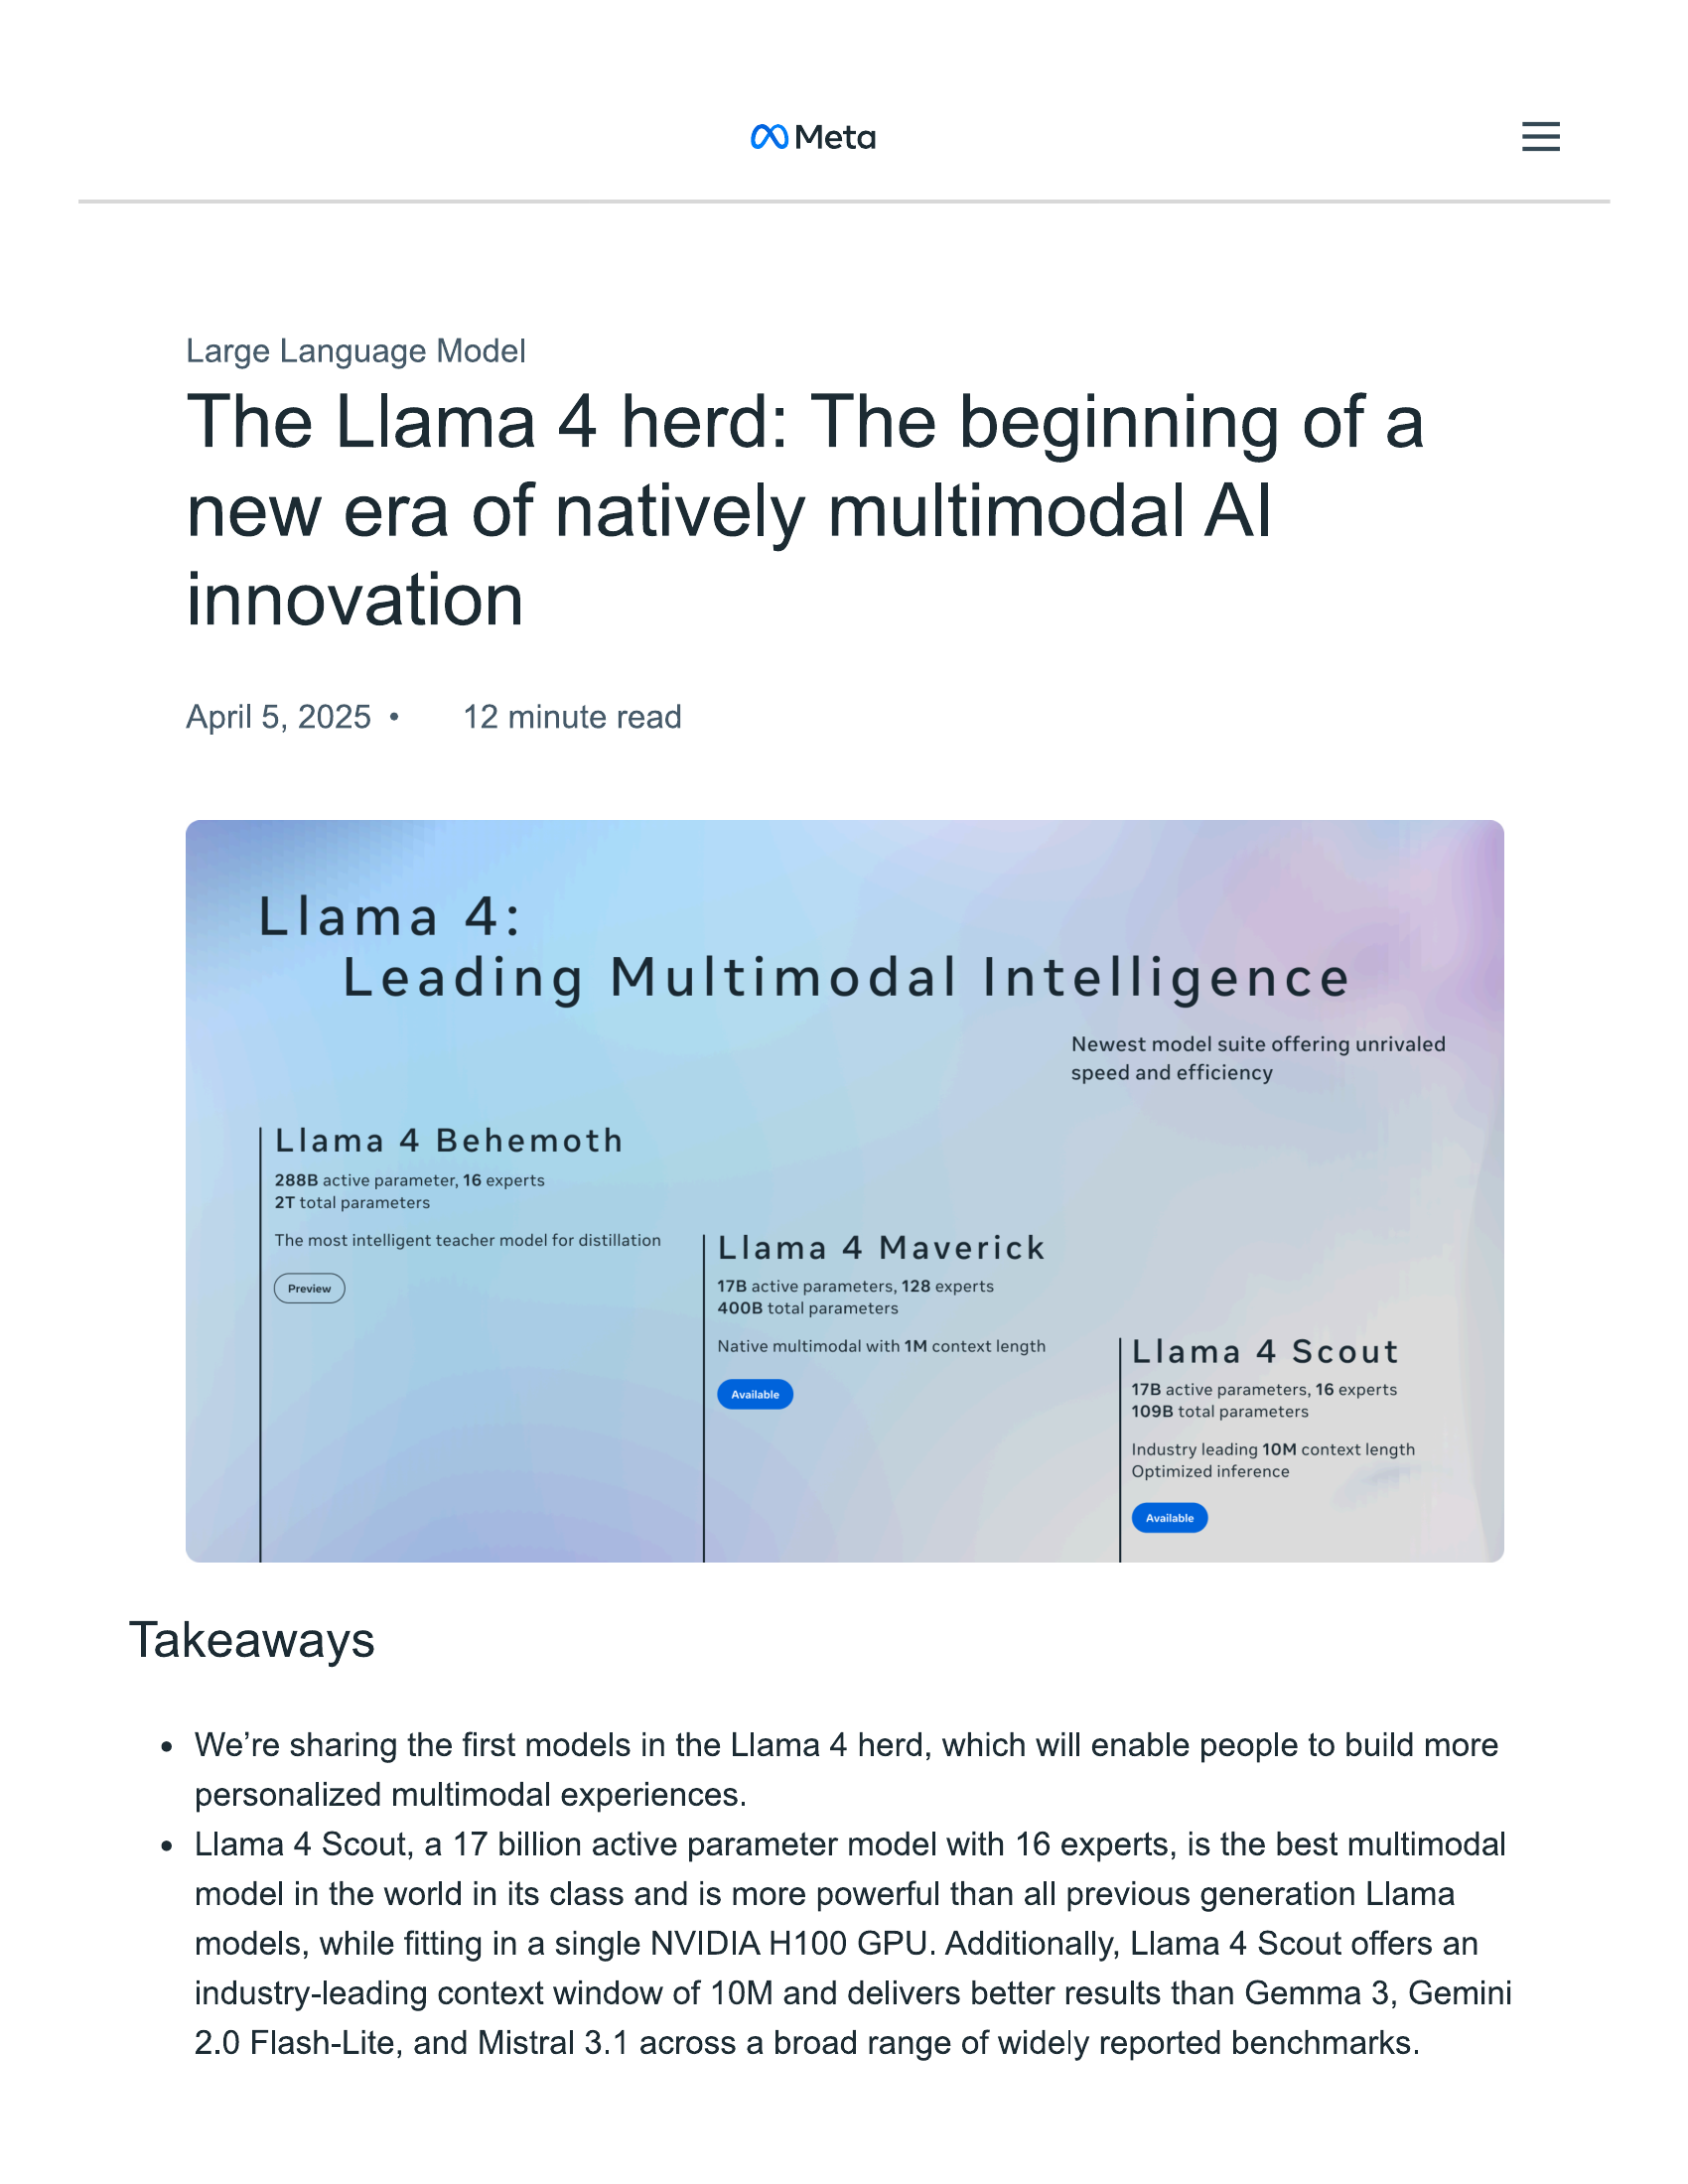 Meta
Large Language Model
The Llama 4 herd: The beginning of a
new era of natively multimodal AI
innovation
April 5, 2025 • 12 minute read
Llama 4:
Leading Multimodal Intelligence
Newest model suite offering unrivaled
speed and efficiency
Llama 4 Behemoth
288B active parameter, 16 experts
2T total parameters
The most intelligent teacher model for distillation
Preview
Llama 4 Maverick
17B active parameters, 128 experts
400B total parameters
Native multimodal with 1M context length
Available
Llama 4 Scout
17B active parameters, 16 experts
109B total parameters
Industry leading 10M context length
Optimized inference
Available
Takeaways
• We’re sharing the first models in the Llama 4 herd, which will enable people to build more
personalized multimodal experiences.
• Llama 4 Scout, a 17 billion active parameter model with 16 experts, is the best multimodal
model in the world in its class and is more powerful than all previous generation Llama
models, while fitting in a single NVIDIA H100 GPU. Additionally, Llama 4 Scout offers an
industry-leading context window of 10M and delivers better results than Gemma 3, Gemini
2.0 Flash-Lite, and Mistral 3.1 across a broad range of widely reported benchmarks.